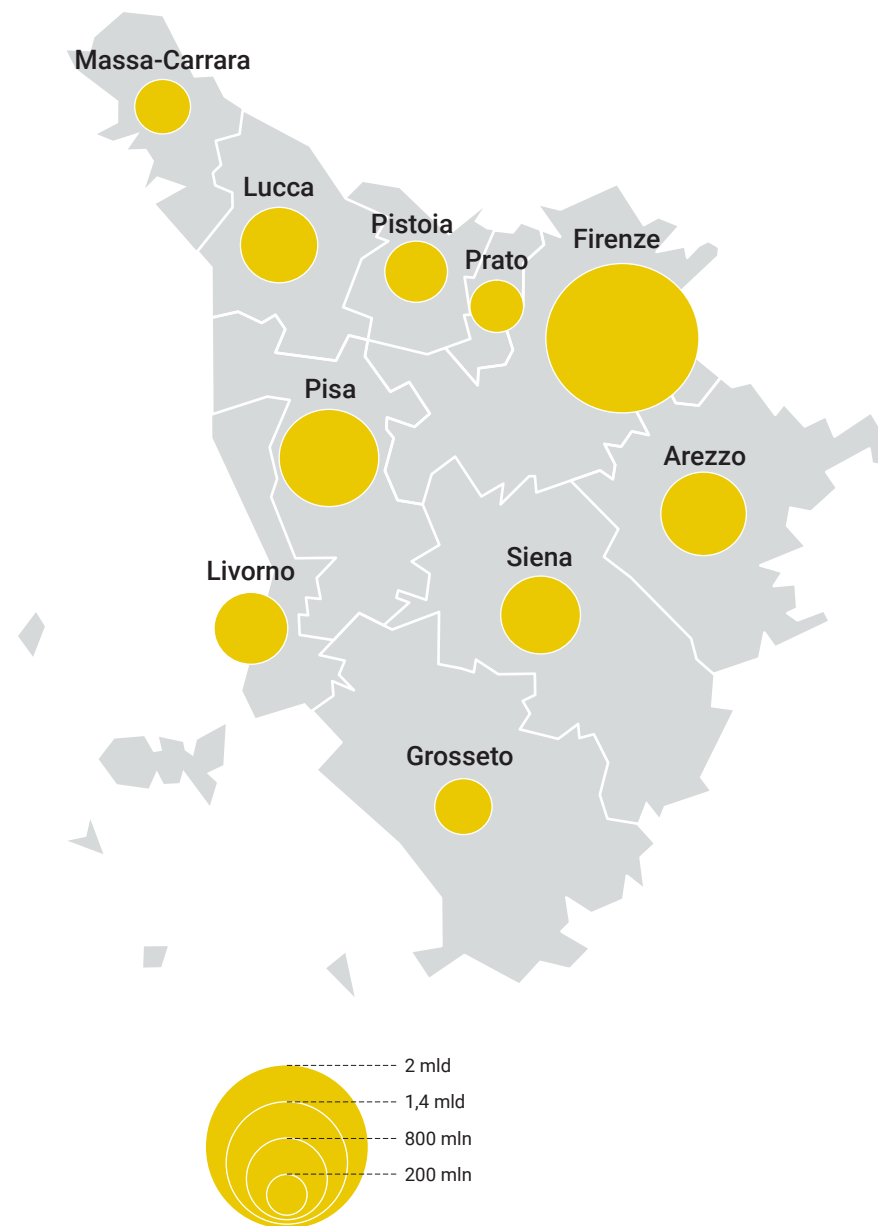 Massa-Carrara
Lucca
Pistoia
Prato
Firenze
Pisa
Arezzo
Livorno
Siena
Grosseto
2 mld
1,4 mld
800 mln
200 mln